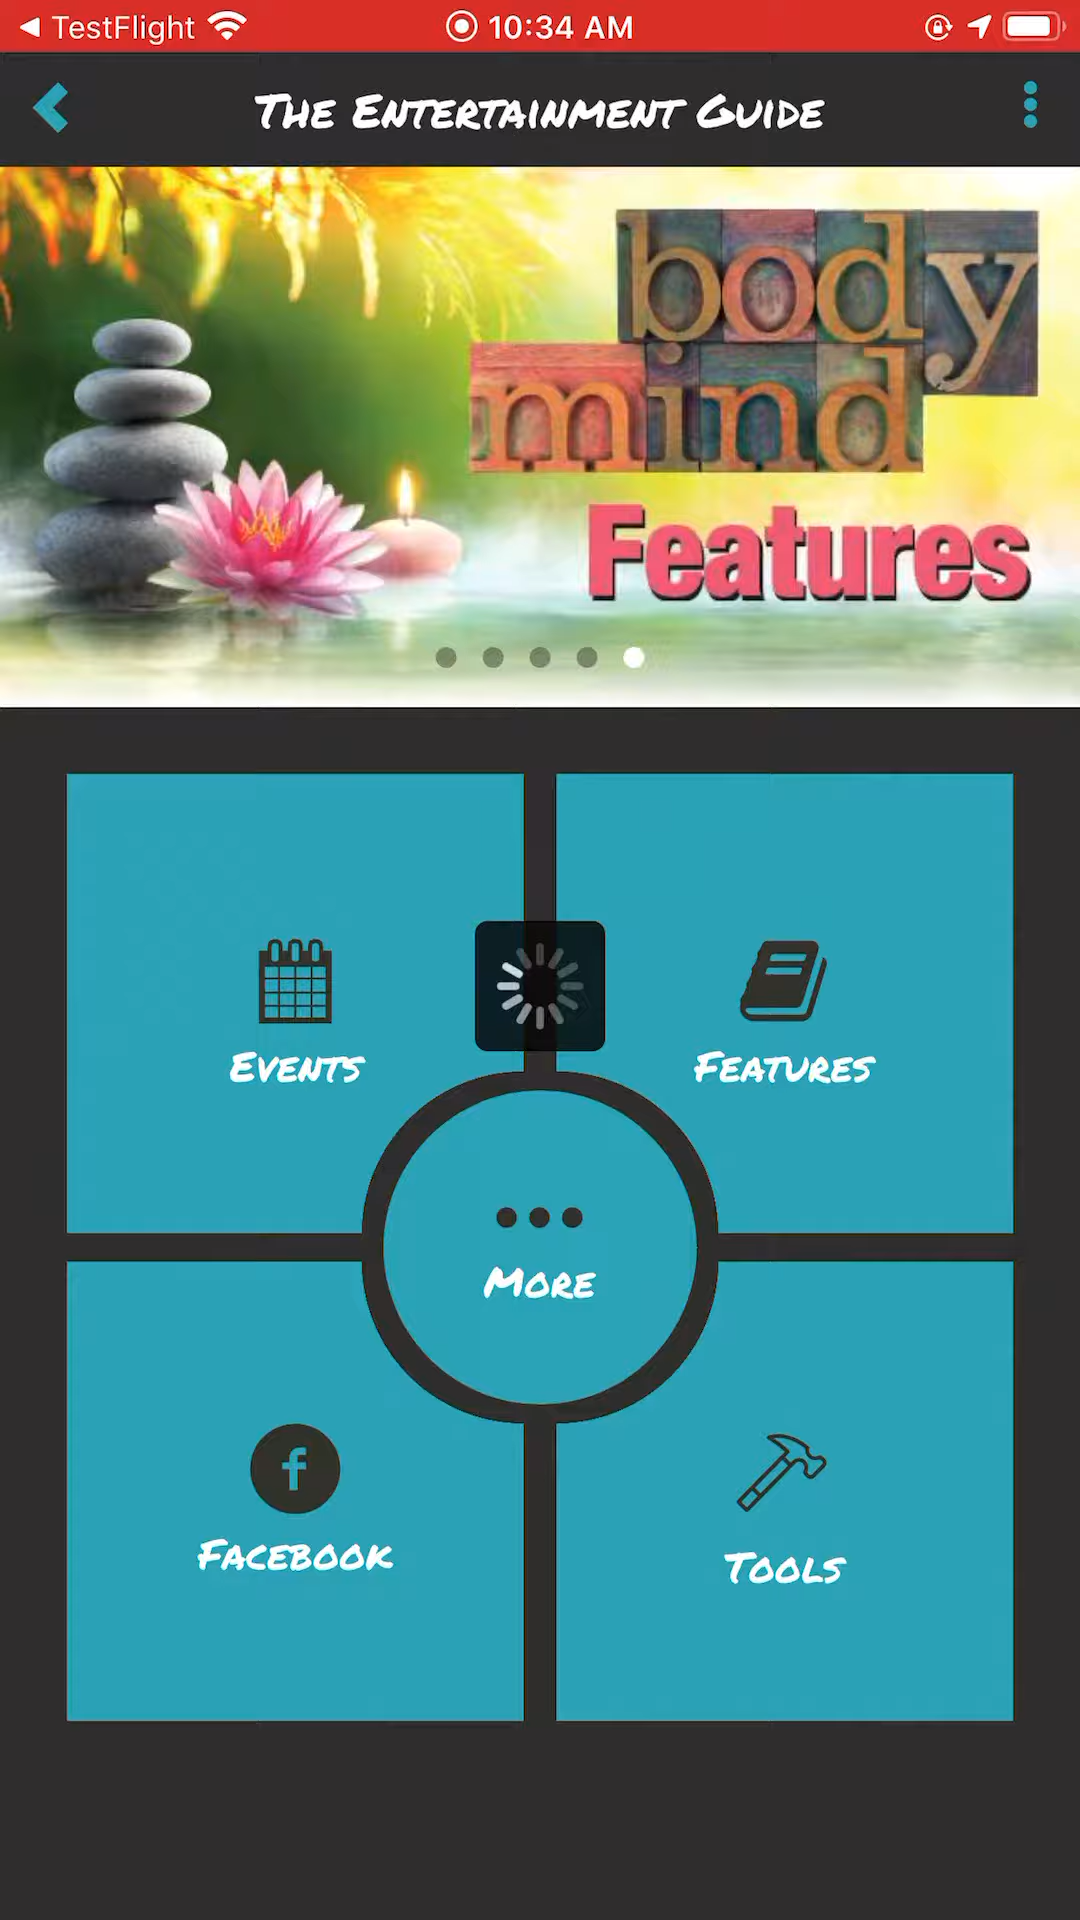 TestFlight
10:34 AM
THE ENTERTAINMENT GUIDE
body
mind
Features
EVENTS
FEATURES
MORE
f
FACEBOOK
TOOLS